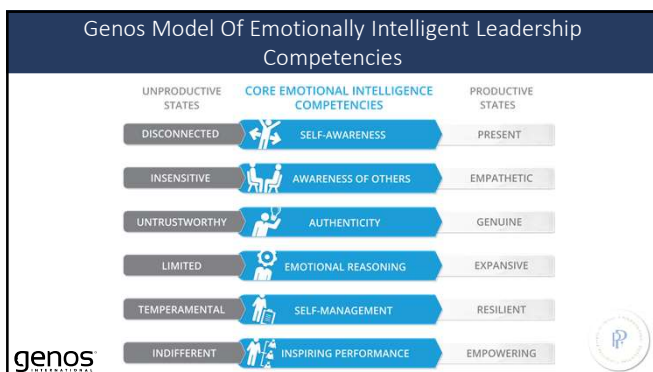 Genos Model Of Emotionally Intelligent Leadership
Competencies
UNPRODUCTIVE
STATES
CORE EMOTIONAL INTELLIGENCE
COMPETENCIES
PRODUCTIVE
STATES
DISCONNECTED SELF-AWARENESS PRESENT
INSENSITIVE AWARENESS OF OTHERS EMPATHETIC
UNTRUSTWORTHY AUTHENTICITY GENUINE
LIMITED EMOTIONAL REASONING EXPANSIVE
TEMPERAMENTAL SELF-MANAGEMENT RESILIENT
INDIFFERENT INSPIRING PERFORMANCE EMPOWERING
genos
INTERNATIONAL